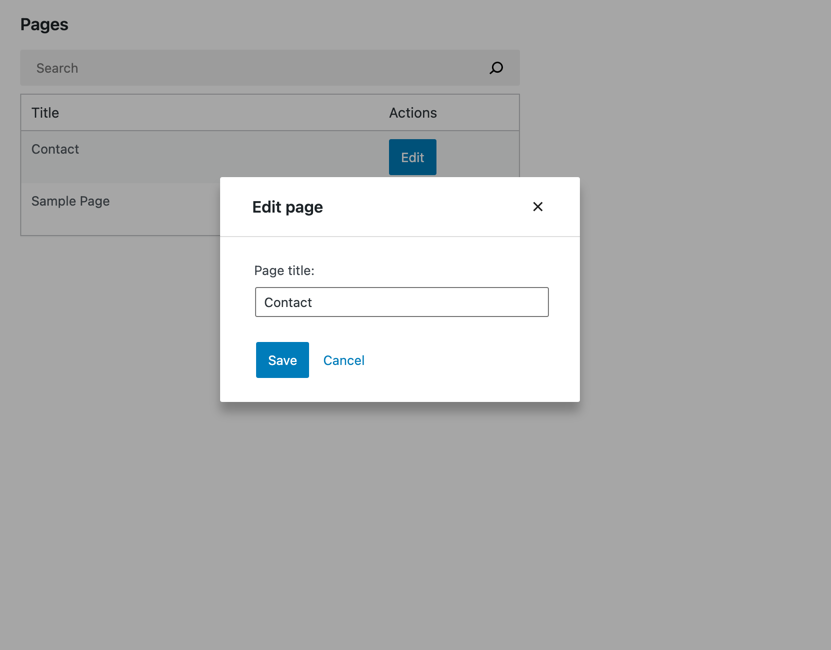 Pages
Search
Title Actions
Contact Edit
Sample Page
Edit page
Page title:
Contact
Save Cancel